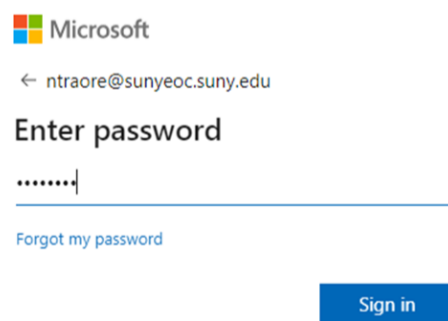 Microsoft
← ntraore@sunyeoc.suny.edu
Enter password
••••••••
Forgot my password
Sign in